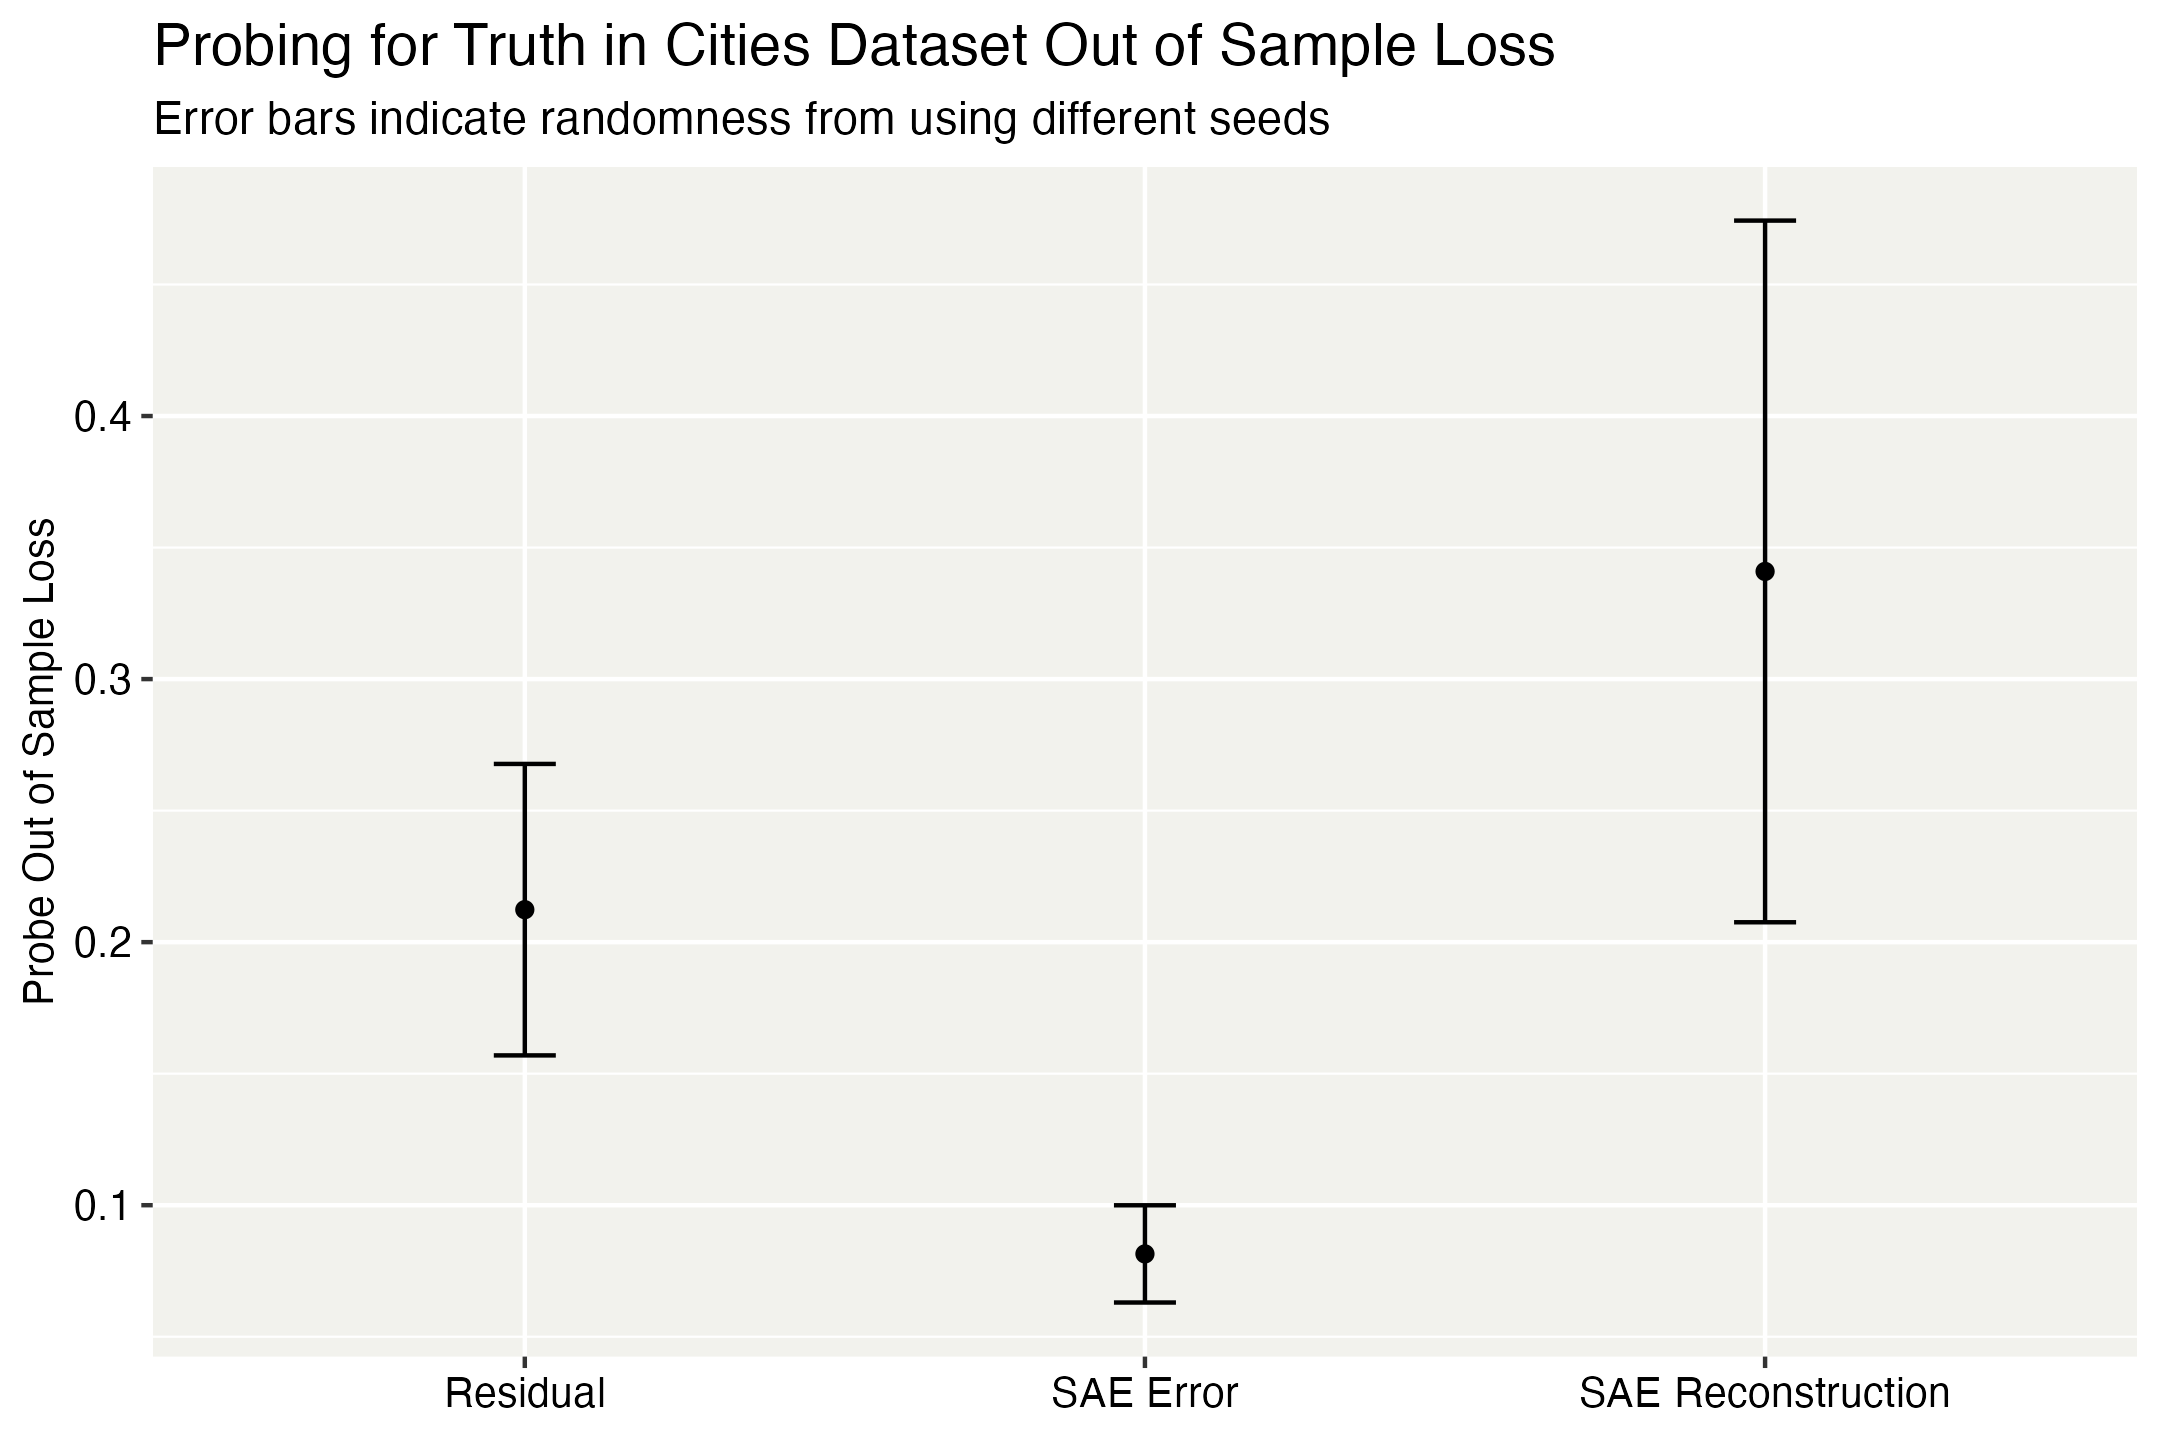 Probing for Truth in Cities Dataset Out of Sample Loss
Error bars indicate randomness from using different seeds
Probe Out of Sample Loss
0.4
0.3
0.2
0.1
Residual
SAE Error
SAE Reconstruction